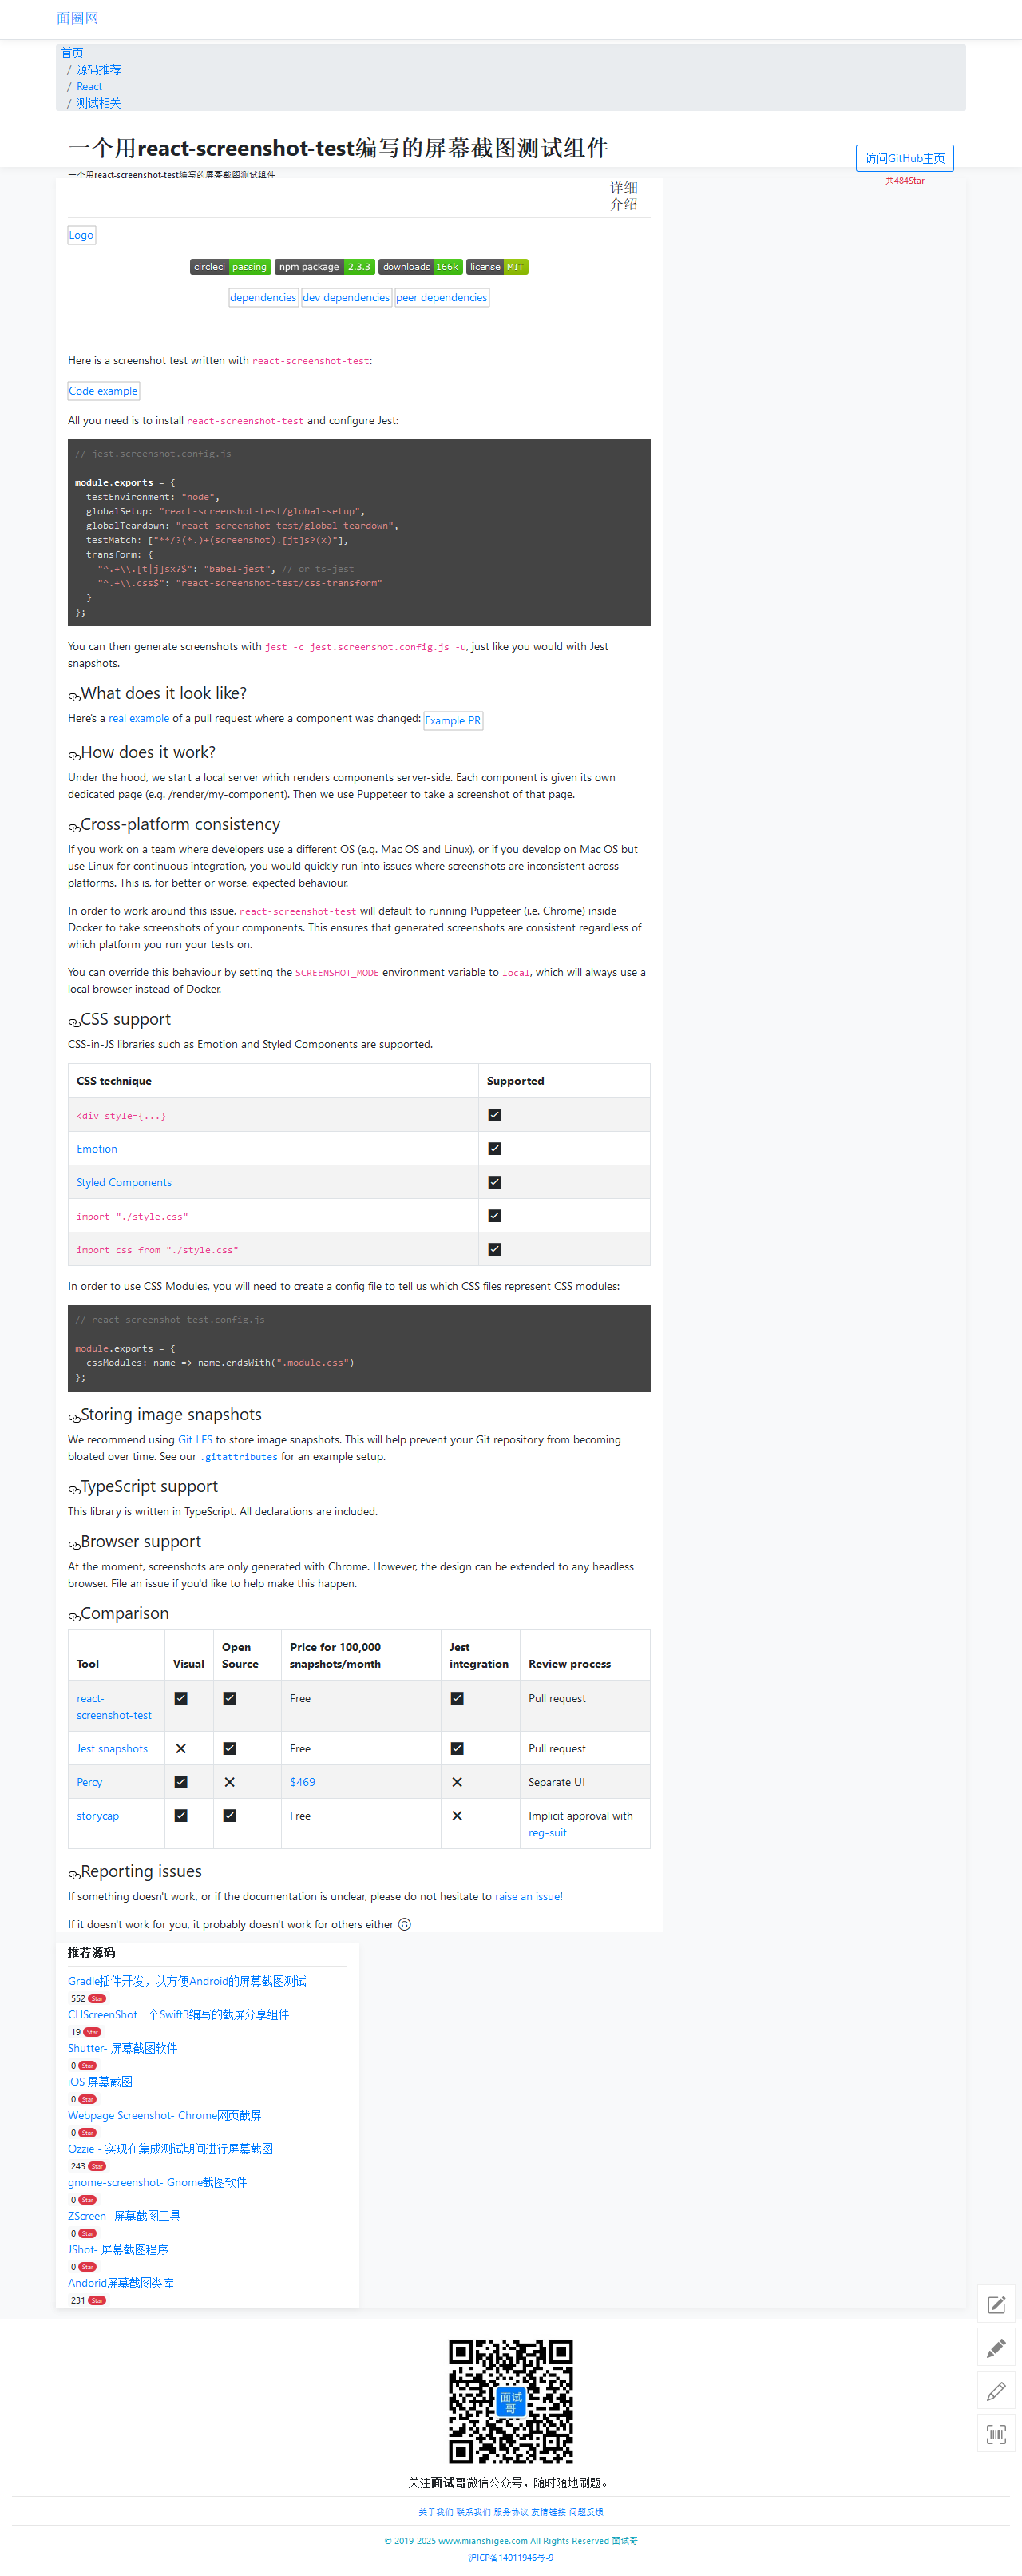 面圈网
首页
/ 源码推荐
/ React
/ 测试相关
一个用react-screenshot-test编写的屏幕截图测试组件
访问GitHub主页
一个用react-screenshot-test编写的屏幕截图测试组件
共484Star
详细
介绍
Logo
circleci passing npm package 2.3.3 downloads 166k license MIT
dependencies dev dependencies peer dependencies
Here is a screenshot test written with react-screenshot-test:
Code example
All you need is to install react-screenshot-test and configure Jest:
// jest.screenshot.config.js
module.exports = {
testEnvironment: "node",
globalSetup: "react-screenshot-test/global-setup",
globalTeardown: "react-screenshot-test/global-teardown",
testMatch: ["**/?(*.)+(screenshot).[jt]s?(x)"],
transform: {
"^.+\\.[t|j]sx?$": "babel-jest", // or ts-jest
"^.+\\.css$": "react-screenshot-test/css-transform"
}
};
You can then generate screenshots with jest -c jest.screenshot.config.js -u, just like you would with Jest
snapshots.
What does it look like?
Here's a real example of a pull request where a component was changed: Example PR
How does it work?
Under the hood, we start a local server which renders components server-side. Each component is given its own
dedicated page (e.g. /render/my-component). Then we use Puppeteer to take a screenshot of that page.
Cross-platform consistency
If you work on a team where developers use a different OS (e.g. Mac OS and Linux), or if you develop on Mac OS but
use Linux for continuous integration, you would quickly run into issues where screenshots are inconsistent across
platforms. This is, for better or worse, expected behaviour.
In order to work around this issue, react-screenshot-test will default to running Puppeteer (i.e. Chrome) inside
Docker to take screenshots of your components. This ensures that generated screenshots are consistent regardless of
which platform you run your tests on.
You can override this behaviour by setting the SCREENSHOT_MODE environment variable to local, which will always use a
local browser instead of Docker.
CSS support
CSS-in-JS libraries such as Emotion and Styled Components are supported.
CSS technique Supported
<div style={...}
Emotion
Styled Components
import "./style.css"
import css from "./style.css"
In order to use CSS Modules, you will need to create a config file to tell us which CSS files represent CSS modules:
// react-screenshot-test.config.js
module.exports = {
cssModules: name => name.endsWith(".module.css")
};
Storing image snapshots
We recommend using Git LFS to store image snapshots. This will help prevent your Git repository from becoming
bloated over time. See our .gitattributes for an example setup.
TypeScript support
This library is written in TypeScript. All declarations are included.
Browser support
At the moment, screenshots are only generated with Chrome. However, the design can be extended to any headless
browser. File an issue if you'd like to help make this happen.
Comparison
Tool Visual Open Source Price for 100,000 snapshots/month Jest integration Review process
react-screenshot-test Free Pull request
Jest snapshots Free Pull request
Percy $469 Separate UI
storycap Free Implicit approval with reg-suit
Reporting issues
If something doesn't work, or if the documentation is unclear, please do not hesitate to raise an issue!
If it doesn't work for you, it probably doesn't work for others either
推荐源码
Gradle插件开发，以方便Android的屏幕截图测试
552 Star
CHScreenShot一个Swift3编写的截屏分享组件
19 Star
Shutter- 屏幕截图软件
0 Star
iOS 屏幕截图
0 Star
Webpage Screenshot- Chrome网页截屏
0 Star
Ozzie - 实现在集成测试期间进行屏幕截图
243 Star
gnome-screenshot- Gnome截图软件
0 Star
ZScreen- 屏幕截图工具
0 Star
JShot- 屏幕截图程序
0 Star
Andorid屏幕截图类库
231 Star
面试
哥
关注面试哥微信公众号，随时随地刷题。
关于我们 联系我们 服务协议 友情链接 问题反馈
© 2019-2025 www.mianshigee.com All Rights Reserved 面试哥
沪ICP备14011946号-9